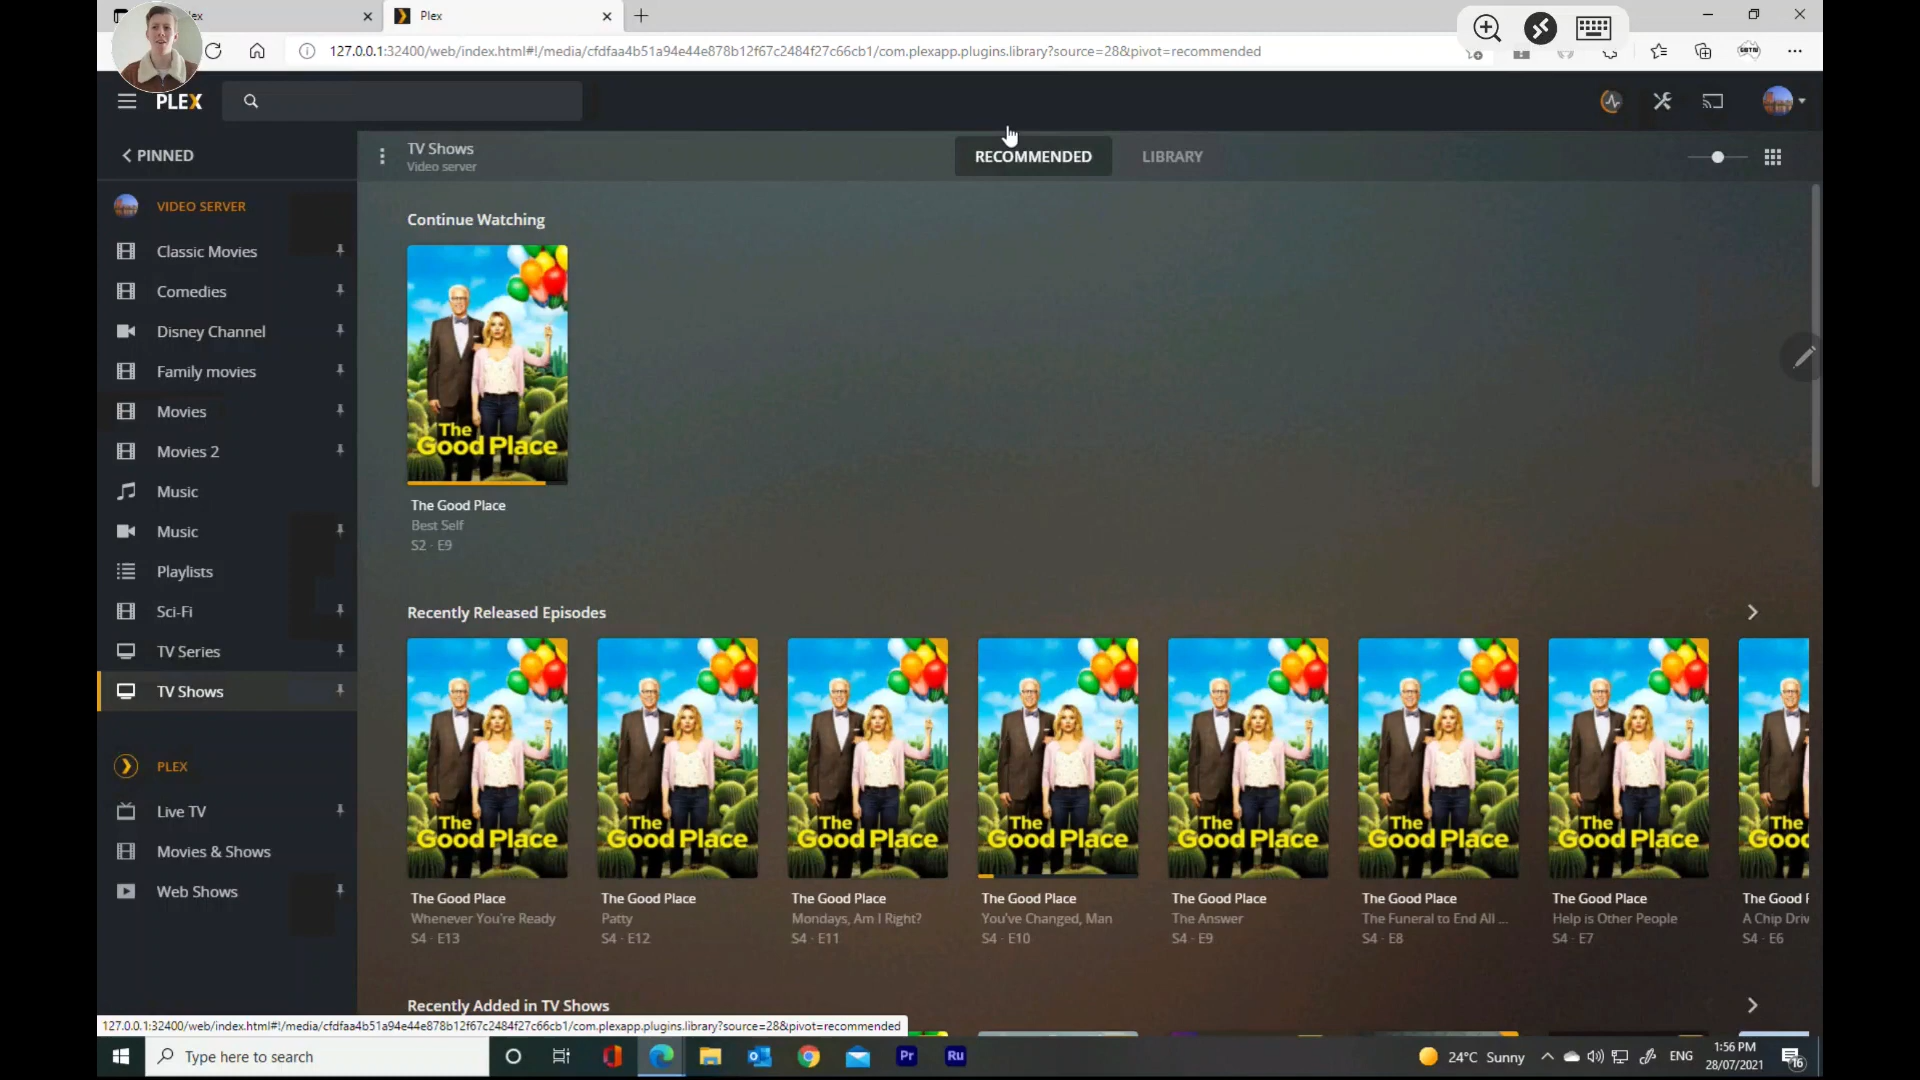 Plex
127.0.0.1:32400/web/index.html#!/media/cfdfaa4b51a94e44e878b12f67c2484f27c66cb1/com.plexapp.plugins.library?source=28&pivot=recommended
PLEX
PINNED
TV Shows
Video server
RECOMMENDED
LIBRARY
VIDEO SERVER
Classic Movies
Comedies
Disney Channel
Family movies
Movies
Movies 2
Music
Music
Playlists
Sci-Fi
TV Series
TV Shows
PLEX
Live TV
Movies & Shows
Web Shows
Continue Watching
The Good Place
The Good Place
Best Self
S2 · E9
Recently Released Episodes
The Good Place
The Good Place
The Good Place
The Good Place
The Good Place
The Good Place
The Good Place
The Good Place
Whenever You're Ready
S4 · E13
The Good Place
Patty
S4 · E12
The Good Place
Mondays, Am I Right?
S4 · E11
The Good Place
You've Changed, Man
S4 · E10
The Good Place
The Answer
S4 · E9
The Good Place
The Funeral to End All ...
S4 · E8
The Good Place
Help is Other People
S4 · E7
The Good
A Chip
S4 · E6
Recently Added in TV Shows
127.0.0.1:32400/web/index.html#!/media/cfdfaa4b51a94e44e878b12f67c2484f27c66cb1/com.plexapp.plugins.library?source=28&pivot=recommended
Type here to search
Pr
Ru
24°C Sunny
ENG
1:56 PM
28/07/2021
16